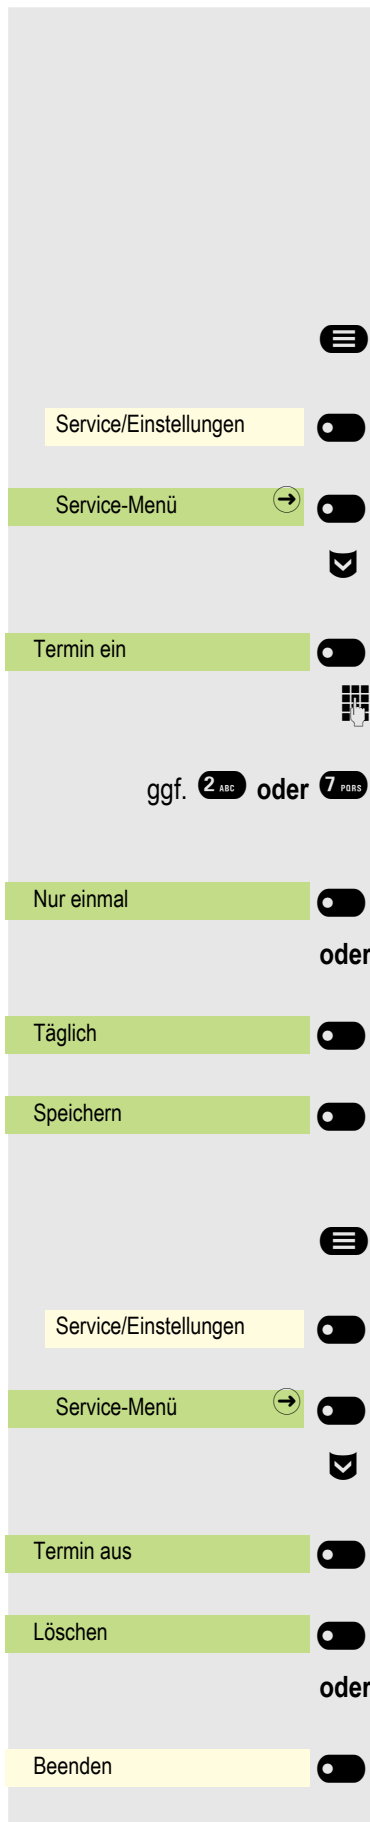 Service/Einstellungen
Service-Menü
Termin ein
ggf. 2 ABC oder 7 PQRS
Nur einmal
oder
Täglich
Speichern
Service/Einstellungen
Service-Menü
Termin aus
Löschen
oder
Beenden